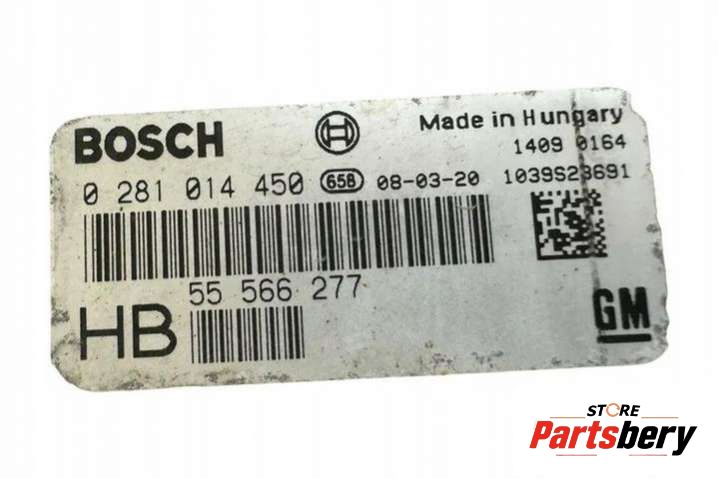 BOSCH
Made in Hungary
1409 0164
0 281 014 450 65B 08-03-20 1039S23691
55 566 277
HB
GM
STORE
Partsbery